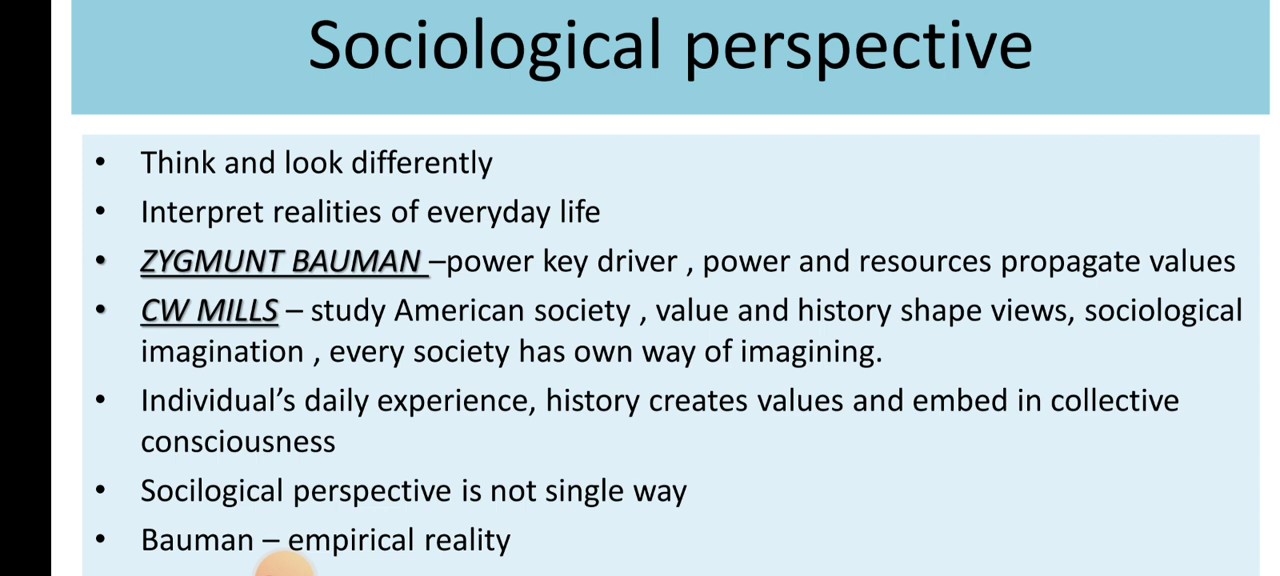 Sociological perspective
• Think and look differently
• Interpret realities of everyday life
• ZYGMUNT BAUMAN –power key driver , power and resources propagate values
• CW MILLS – study American society , value and history shape views, sociological
imagination , every society has own way of imagining.
• Individual’s daily experience, history creates values and embed in collective
consciousness
• Socilogical perspective is not single way
• Bauman – empirical reality